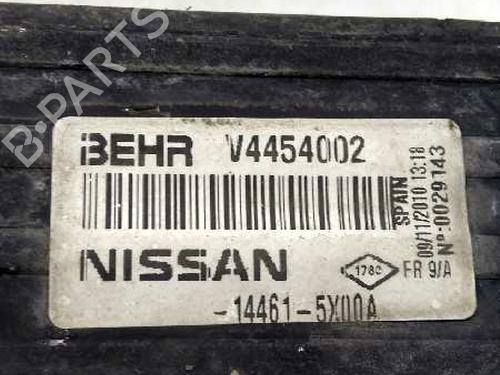 B-PARTS
BEHR V4454002
NISSAN
1780
FR 9/A
-14461-5X00A
SPAIN
09/11/2010 13:18
Nº:0029143